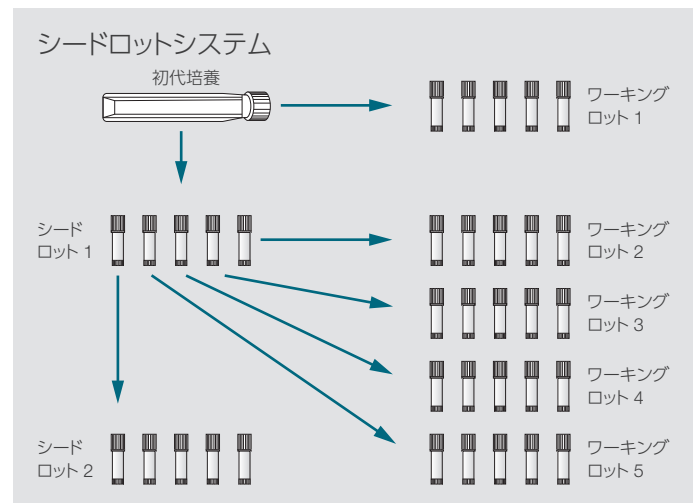 シードロットシステム
初代培養
ワーキング
ロット 1
シード
ロット 1
ワーキング
ロット 2
ワーキング
ロット 3
ワーキング
ロット 4
シード
ロット 2
ワーキング
ロット 5